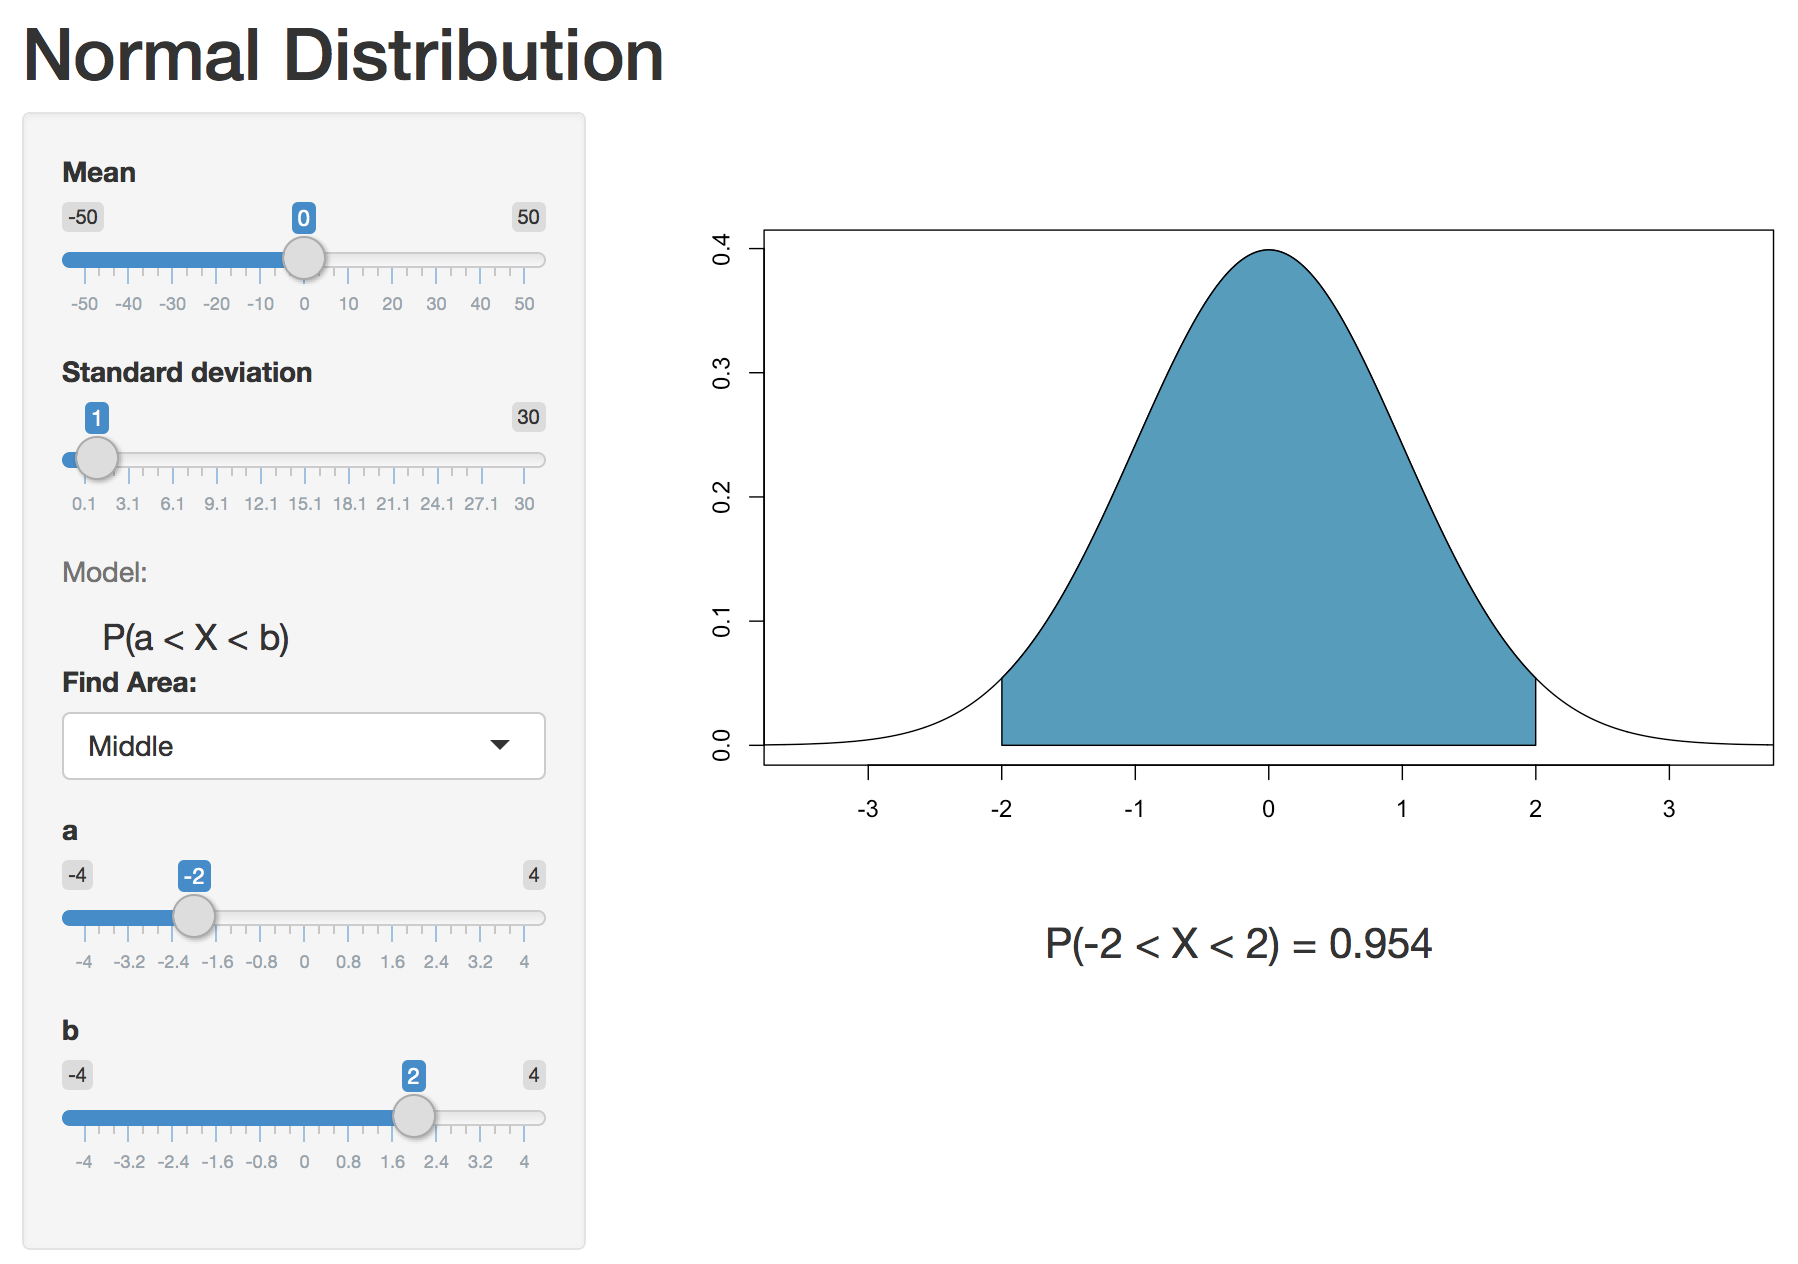 Normal Distribution
Mean
-50 0 50
-50 -40 -30 -20 -10 0 10 20 30 40 50
Standard deviation
1 30
0.1 3.1 6.1 9.1 12.1 15.1 18.1 21.1 24.1 27.1 30
Model:
P(a < X < b)
Find Area:
Middle
a
-4 -2 4
-4 -3.2 -2.4 -1.6 -0.8 0 0.8 1.6 2.4 3.2 4
b
-4 2 4
-4 -3.2 -2.4 -1.6 -0.8 0 0.8 1.6 2.4 3.2 4
0.4
0.3
0.2
0.1
0.0
-3 -2 -1 0 1 2 3
P(-2 < X < 2) = 0.954